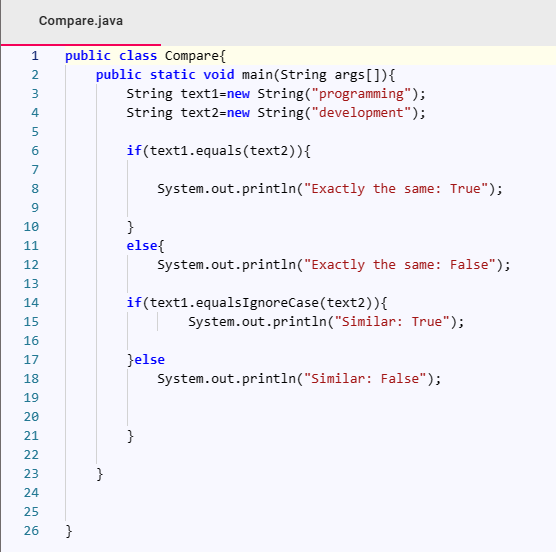 Compare.java
1 public class Compare{
2     public static void main(String args[]){
3         String text1=new String("programming");
4         String text2=new String("development");
5
6         if(text1.equals(text2)){
7
8             System.out.println("Exactly the same: True");
9
10         }
11         else{
12             System.out.println("Exactly the same: False");
13
14         if(text1.equalsIgnoreCase(text2)){
15                 System.out.println("Similar: True");
16
17         }else
18             System.out.println("Similar: False");
19
20
21         }
22
23     }
24
25
26 }